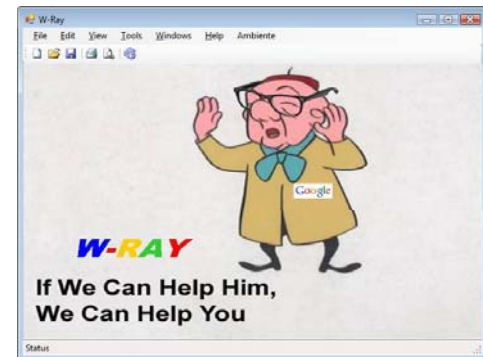 W-Ray
File Edit View Tools Windows Help Ambiente
Google
W-RAY
If We Can Help Him,
We Can Help You
Status